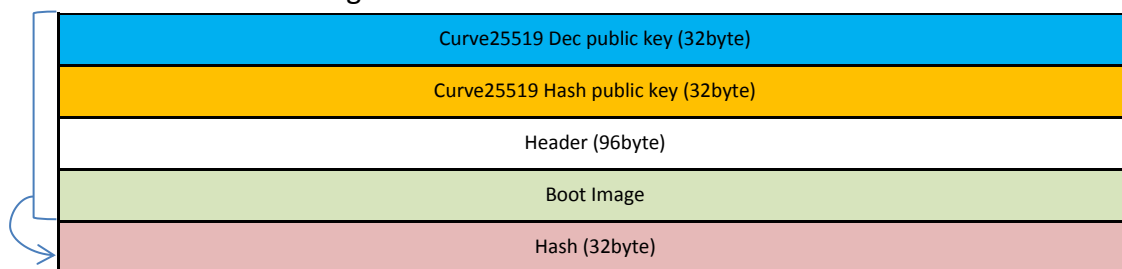 Curve25519 Dec public key (32byte)
Curve25519 Hash public key (32byte)
Header (96byte)
Boot Image
Hash (32byte)